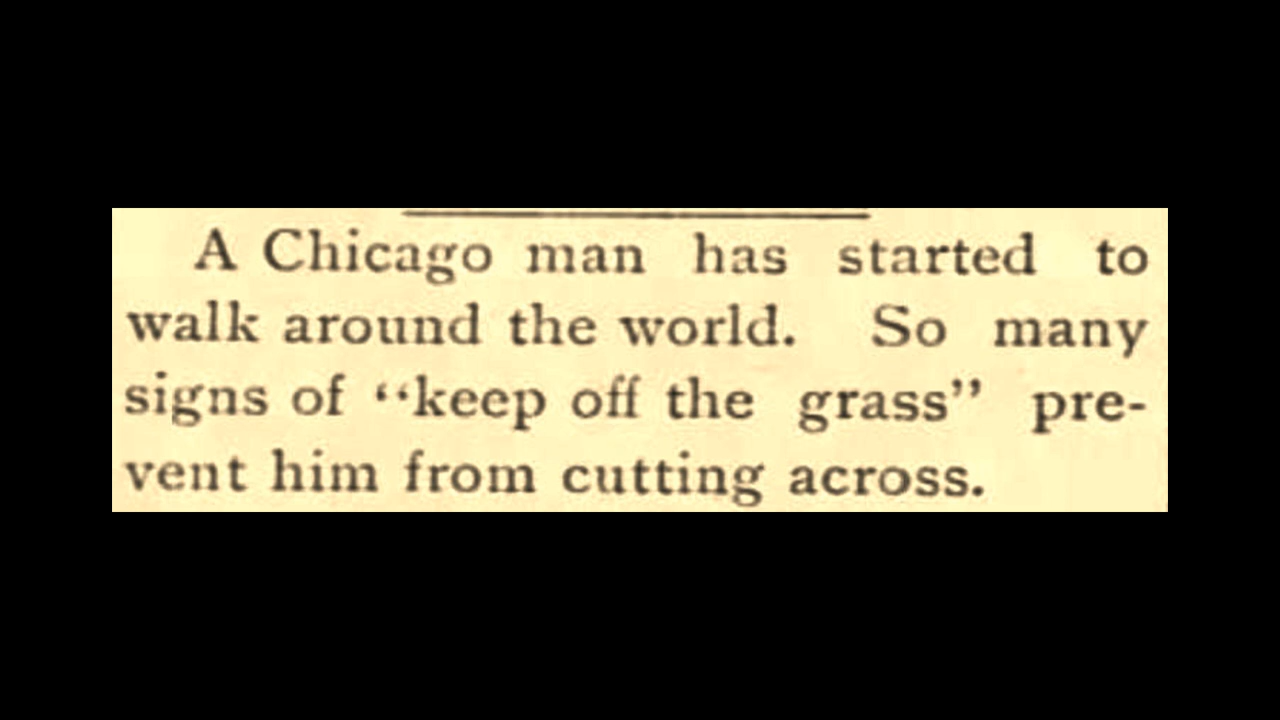 A Chicago man has started to
walk around the world. So many
signs of “keep off the grass” pre-
vent him from cutting across.